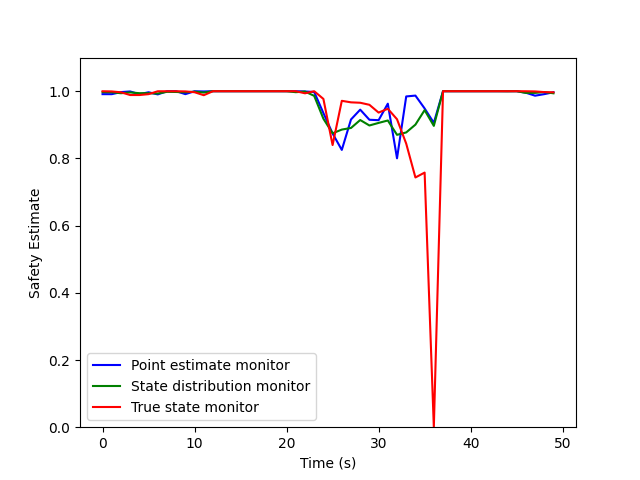 1.0
0.8
0.6
0.4
0.2
0.0
Safety Estimate
Point estimate monitor
State distribution monitor
True state monitor
0 10 20 30 40 50
Time (s)